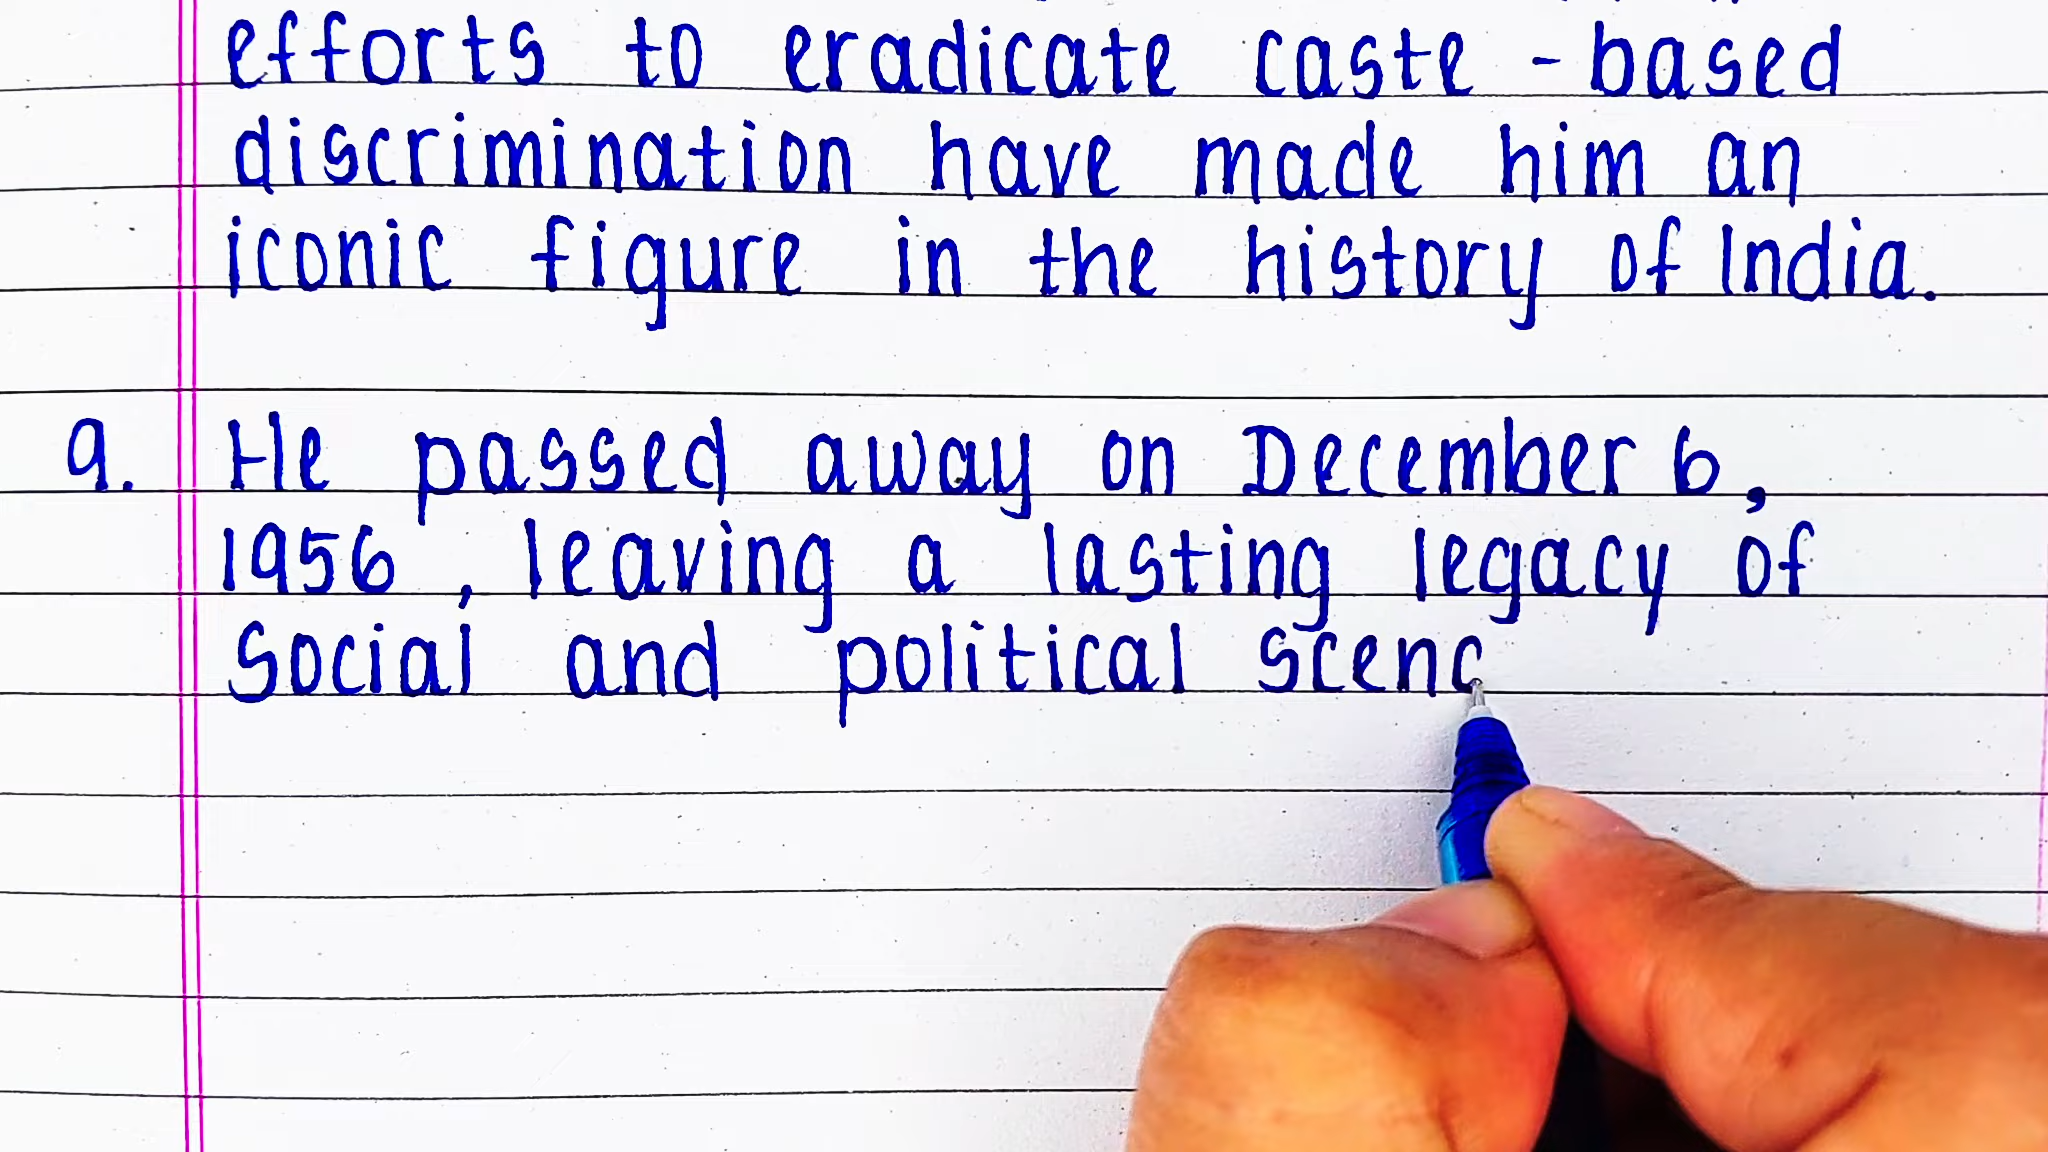 efforts to eradicate caste - based
discrimination have made him an
iconic figure in the history of India.
9. He passed away on December 6,
1956 , leaving a lasting legacy of
social and political scenc